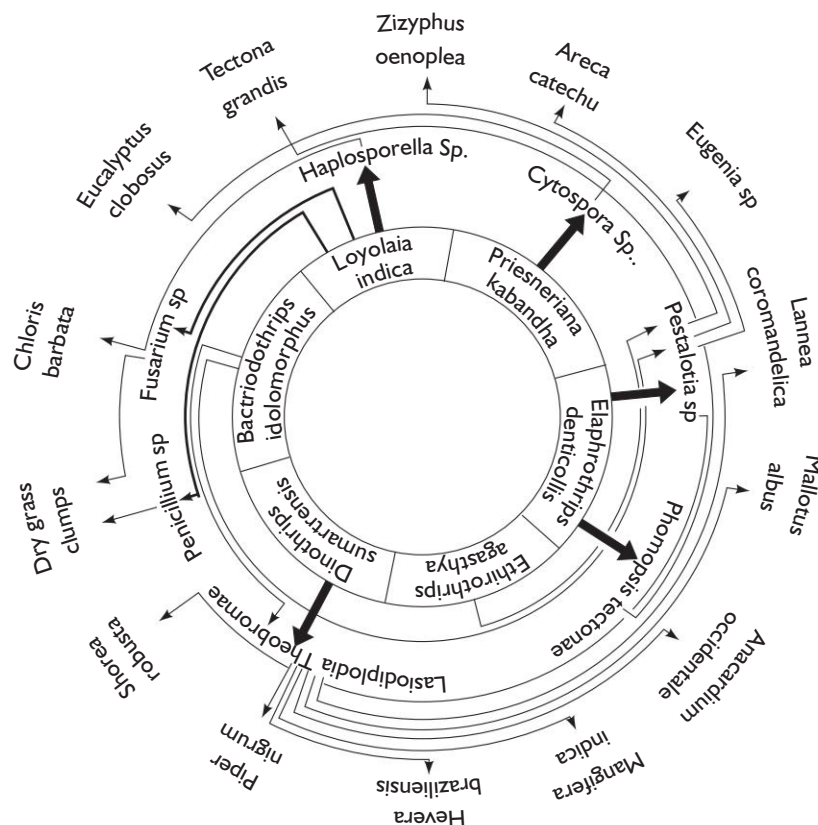 Zizyphus
oenoplea
Areca
catechu
Eugenia sp
Lannea
coromandelica
Mallotus
albus
Anacardium
occidentale
Mangifera
indica
Hevera
braziliensis
Piper
nigrum
Shorea
robusta
Dry grass
clumps
Chloris
barbata
Eucalyptus
clobosus
Tectona
grandis
Haplosporella Sp.
Cytospora Sp..
Pestalotia sp
Phomopsis tectonae
Lasiodiplodia Theobromae
Penicillium sp
Fusarium sp
Loyolaia
indica
Priesneriana
kabandha
Elaphrothrips
denticollis
Ethirothrips
agasthya
Dinothrips
sumartrensis
Bactriodothrips
idolomorphus